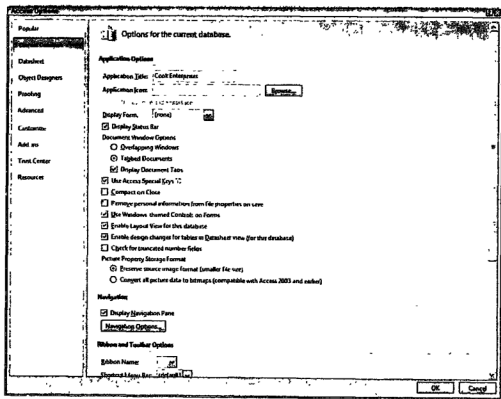 Access Options
Popular
Datasheet
Object Designers
Proofing
Advanced
Customize
Add-ins
Trust Center
Resources
Options for the current database.
Application Options
Application Title: Cook Enterprises
Application Icon:
Browse...
Display Form: (none)
Display Status Bar
Document Window Options
Overlapping Windows
Tabbed Documents
Display Document Tabs
Use Access Special Keys
Compact on Close
Remove personal information from file properties on save
Use Windows-themed Controls on Forms
Enable Layout View for this database
Enable design changes for tables in Datasheet view (for this database)
Check for truncated number fields
Picture Property Storage Format
Preserve source image format (smaller file size)
Convert all picture data to bitmaps (compatible with Access 2003 and earlier)
Navigation
Display Navigation Pane
Navigation Options...
Ribbon and Toolbar Options
Ribbon Name:
Shortcut Menu Bar: (default)
OK Cancel